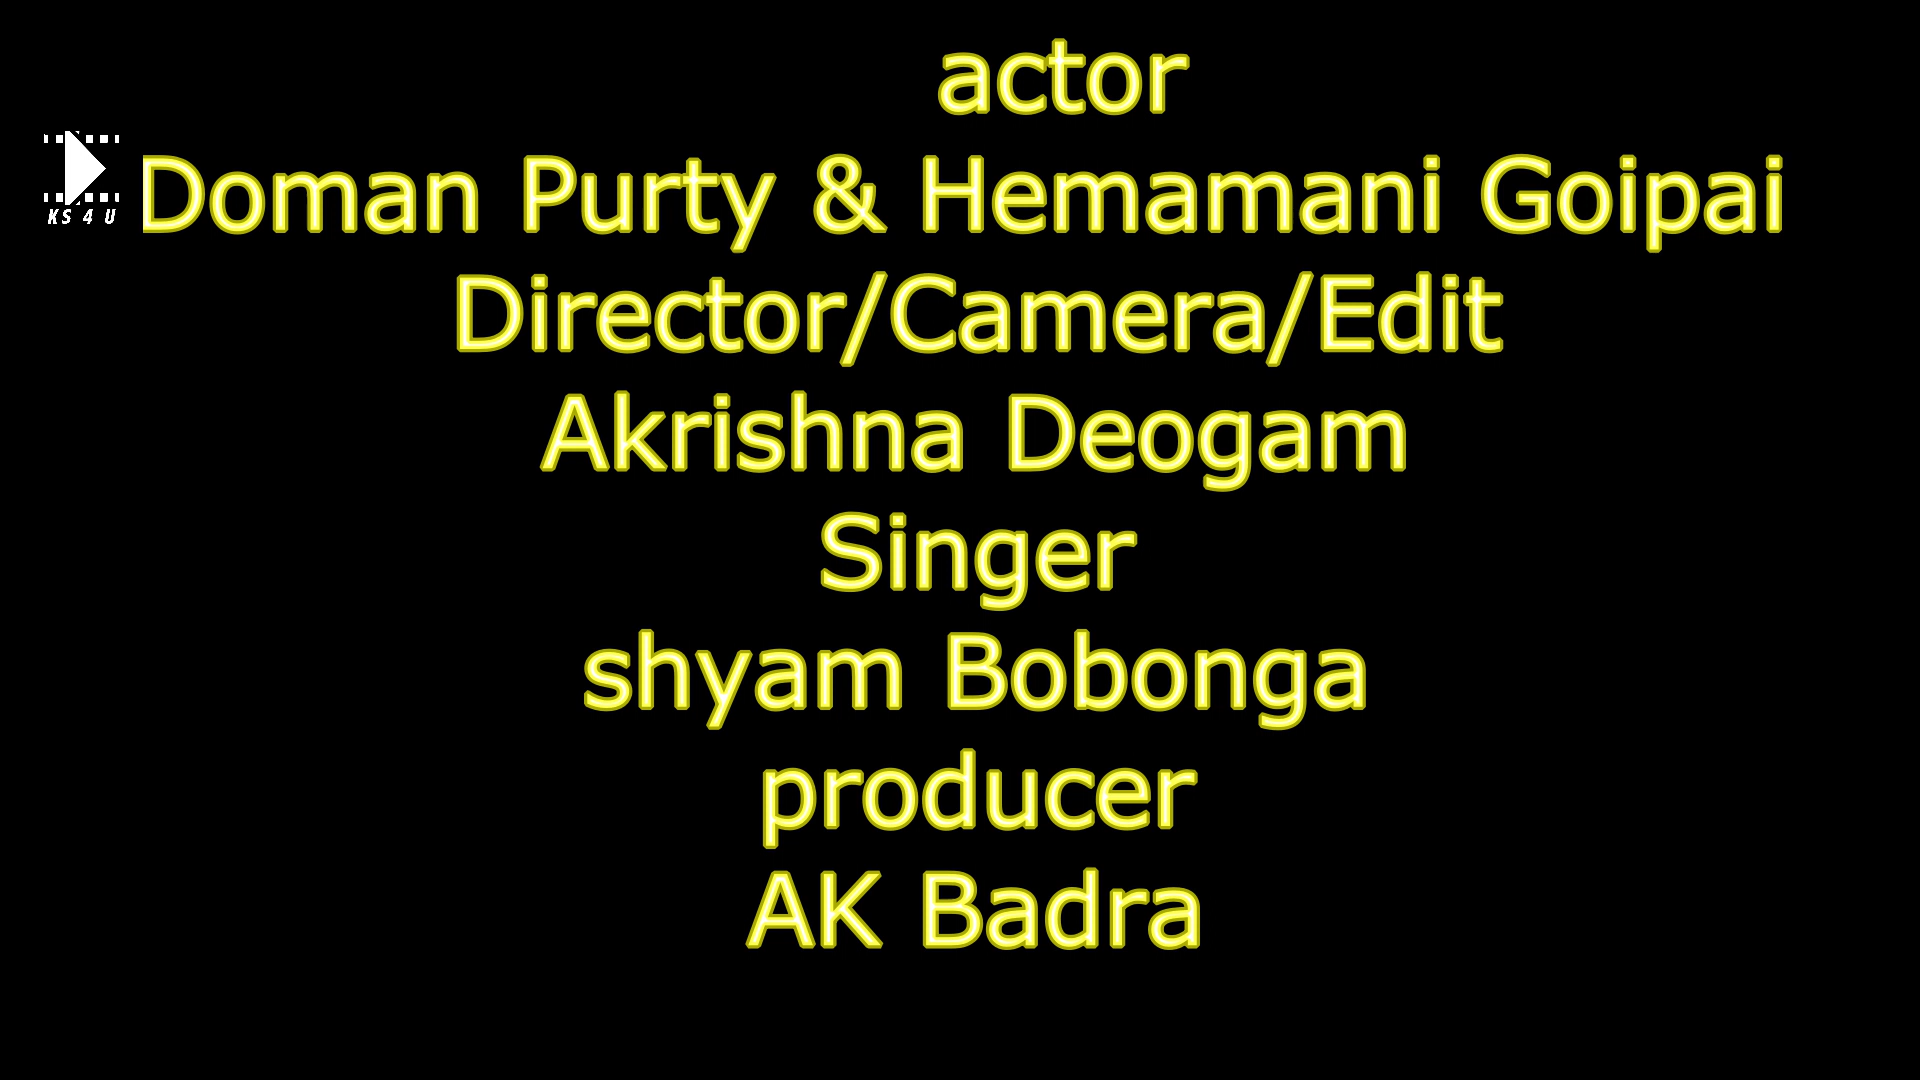 actor
Doman Purty & Hemamani Goipai
KS 4 U
Director/Camera/Edit
Akrishna Deogam
Singer
shyam Bobonga
producer
AK Badra